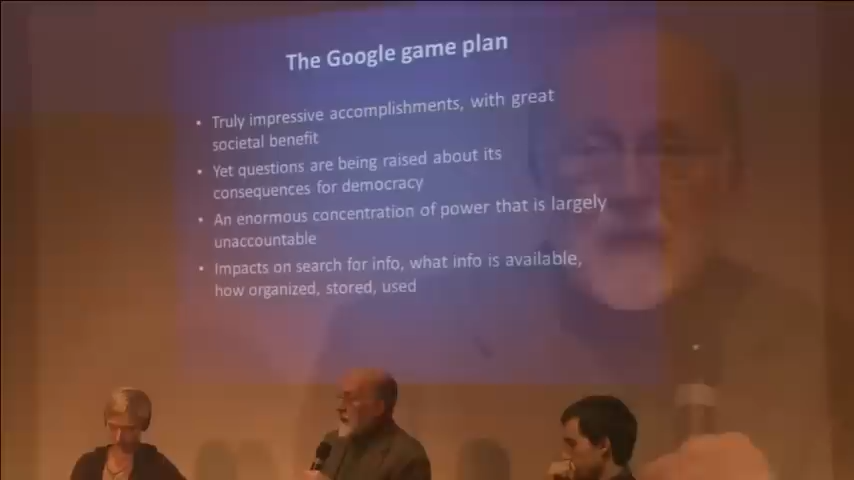 The Google game plan
• Truly impressive accomplishments, with great
societal benefit
• Yet questions are being raised about its
consequences for democracy
• An enormous concentration of power that is largely
unaccountable
• Impacts on search for info, what info is available,
how organized, stored, used